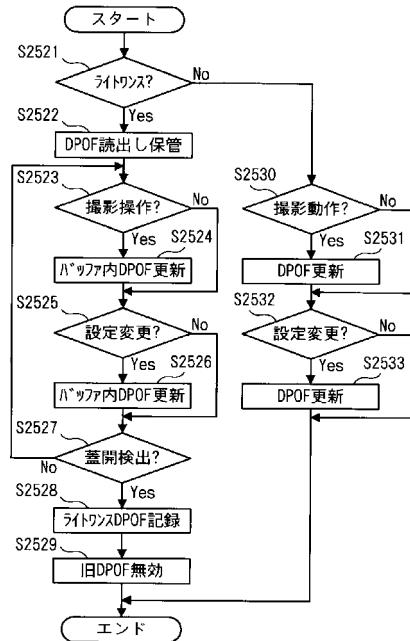 スタート
S2521
ライトワンス?
No
Yes
S2522
DPOF読出し保管
S2523
撮影操作?
No
Yes
S2524
バッファ内DPOF更新
S2525
設定変更?
No
Yes
S2526
バッファ内DPOF更新
S2527
蓋開検出?
No
Yes
S2528
ライトワンスDPOF記録
S2529
旧DPOF無効
S2530
撮影動作?
No
Yes
S2531
DPOF更新
S2532
設定変更?
No
Yes
S2533
DPOF更新
エンド